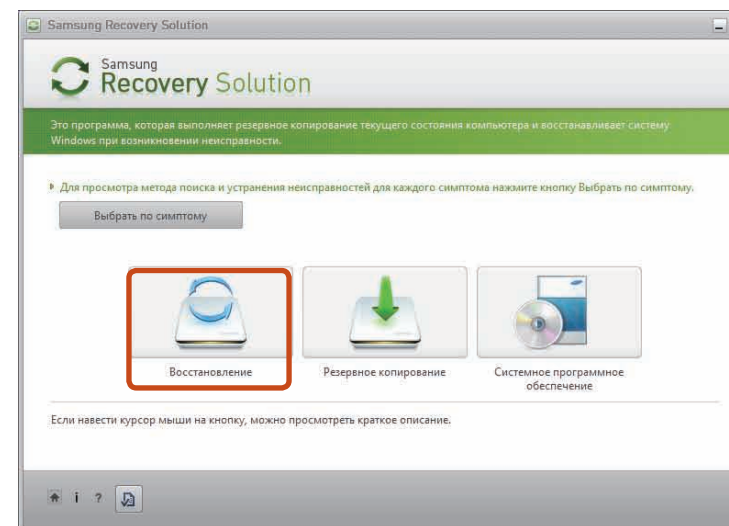 Samsung Recovery Solution
Samsung
Recovery Solution
Это программа, которая выполняет резервное копирование текущего состояния компьютера и восстанавливает систему
Windows при возникновении неисправности.
Для просмотра метода поиска и устранения неисправностей для каждого симптома нажмите кнопку Выбрать по симптому.
Выбрать по симптому
Восстановление
Резервное копирование
Системное программное
обеспечение
Если навести курсор мыши на кнопку, можно просмотреть краткое описание.
i ?